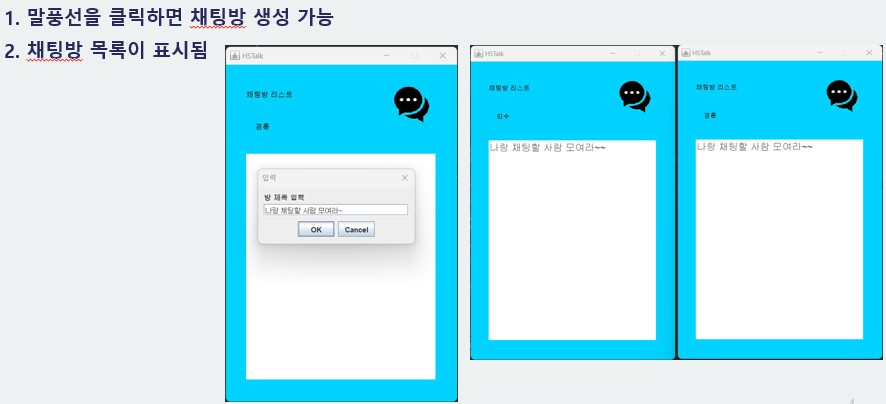 1. 말풍선을 클릭하면 채팅방 생성 가능
2. 채팅방 목록이 표시됨
HSTalk
채팅방 리스트
경훈
입력
방 제목 입력
나랑 채팅할 사람 모여라~
OK Cancel
HSTalk
채팅방 리스트
민수
나랑 채팅할 사람 모여라~~
HSTalk
채팅방 리스트
경훈
나랑 채팅할 사람 모여라~~
4